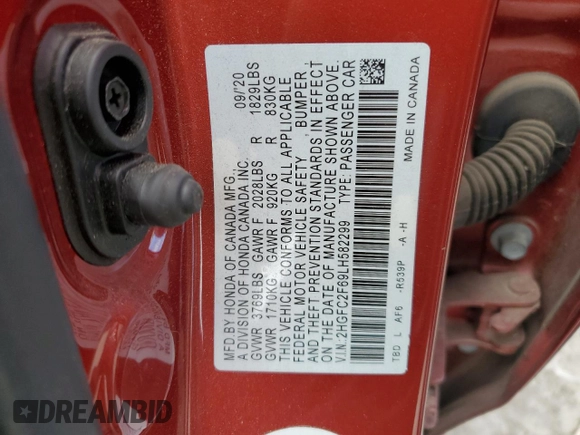 MFD BY HONDA OF CANADA MFG., 09/'20
A DIVISION OF HONDA CANADA INC.
GVWR 3769LBS GAWR F 2028LBS R 1829LBS
GVWR 1710KG GAWR F 920KG R 830KG
THIS VEHICLE CONFORMS TO ALL APPLICABLE
FEDERAL MOTOR VEHICLE SAFETY, BUMPER,
AND THEFT PREVENTION STANDARDS IN EFFECT
ON THE DATE OF MANUFACTURE SHOWN ABOVE.
V.I.N:2HGFC2F69LH582299 TYPE: PASSENGER CAR
TBD L AF6 -R539P -A -H MADE IN CANADA
DREAMBID